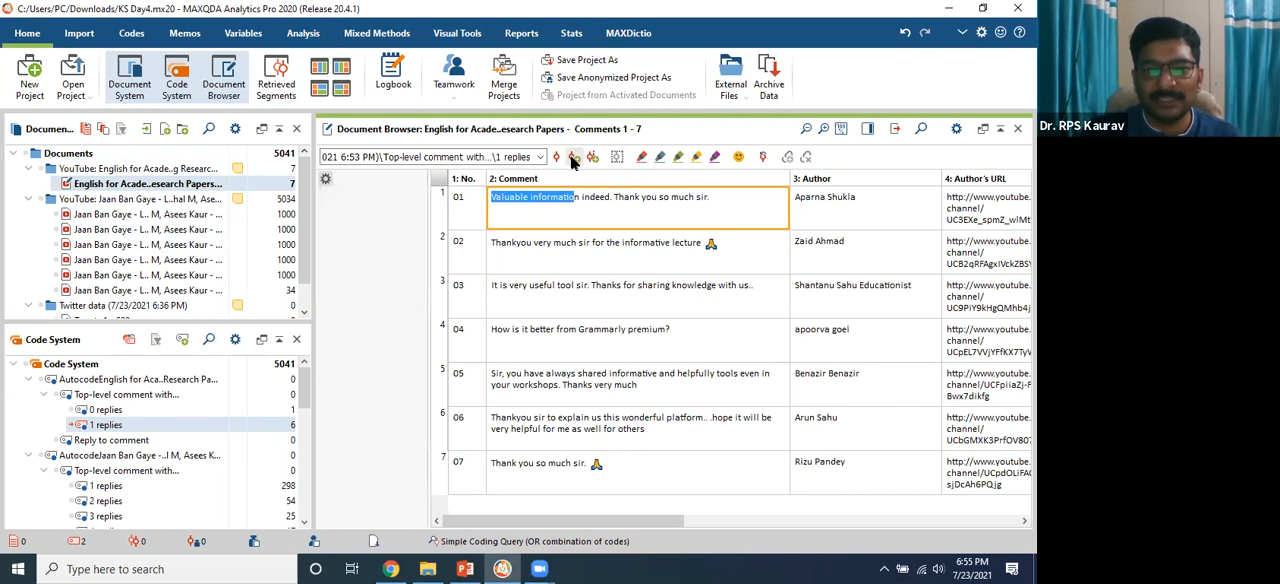 C:/Users/PC/Downloads/KS Day4.mx20 - MAXQDA Analytics Pro 2020 (Release 20.4.1)
Home Import Codes Memos Variables Analysis Mixed Methods Visual Tools Reports Stats MAXDictio
New Project
Open Project
Document System
Code System
Document Browser
Retrieved Segments
Logbook
Teamwork
Merge Projects
Save Project As
Save Anonymized Project As
Project from Activated Documents
External Files
Archive Data
Dr. RPS Kaurav
Documen...
Documents 5041
YouTube: English for Academ..g Researc...
English for Acade..esearch Papers... 7
YouTube: Jaan Ban Gaye - L..hal M, Asees 5034
Jaan Ban Gaye - L.. M, Asees Kaur - ... 1000
Jaan Ban Gaye - L.. M, Asees Kaur - ... 1000
Jaan Ban Gaye - L.. M, Asees Kaur - ... 1000
Jaan Ban Gaye - L.. M, Asees Kaur - ... 1000
Jaan Ban Gaye - L.. M, Asees Kaur - ... 1000
Jaan Ban Gaye - L.. M, Asees Kaur - ... 34
Twitter data (7/23/2021 6:36 PM) 0
Code System
Code System 5041
AutocodeEnglish for Aca..Research Pa... 0
Top-level comment with... 0
0 replies 1
1 replies 6
Reply to comment 0
AutocodeJaan Ban Gaye -..l M, Asees K... 0
Top-level comment with... 0
1 replies 298
2 replies 54
3 replies 25
Document Browser: English for Acade..esearch Papers - Comments 1 - 7
021 6:53 PM)\Top-level comment with...\1 replies
1: No. 2: Comment 3: Author 4: Author's URL
1 01 Valuable information indeed. Thank you so much sir. Aparna Shukla http://www.youtube.
channel/
UC3EXe_spmZ_wlMt
2 02 Thankyou very much sir for the informative lecture 🙏 Zaid Ahmad http://www.youtube.
channel/
3 03 It is very useful tool sir. Thanks for sharing knowledge with us.. Shantanu Sahu Educationist http://www.youtube.
channel/
4 04 How is it better from Grammarly premium? apoorva goel http://www.youtube.
channel/
5 05 Sir, you have always shared informative and helpfully tools even in
your workshops. Thanks very much Benazir Benazir http://www.youtube.
channel/
Bwx7dikfg
6 06 Thankyou sir to explain us this wonderful platform...hope it will be
very helpful for me as well for others Arun Sahu http://www.youtube.
channel/
7 07 Thank you so much sir. 🙏 Rizu Pandey http://www.youtube.
channel/
sjDcAh6PQjg
0 2 0 0
Simple Coding Query (OR combination of codes)
Type here to search
6:55 PM
7/23/2021